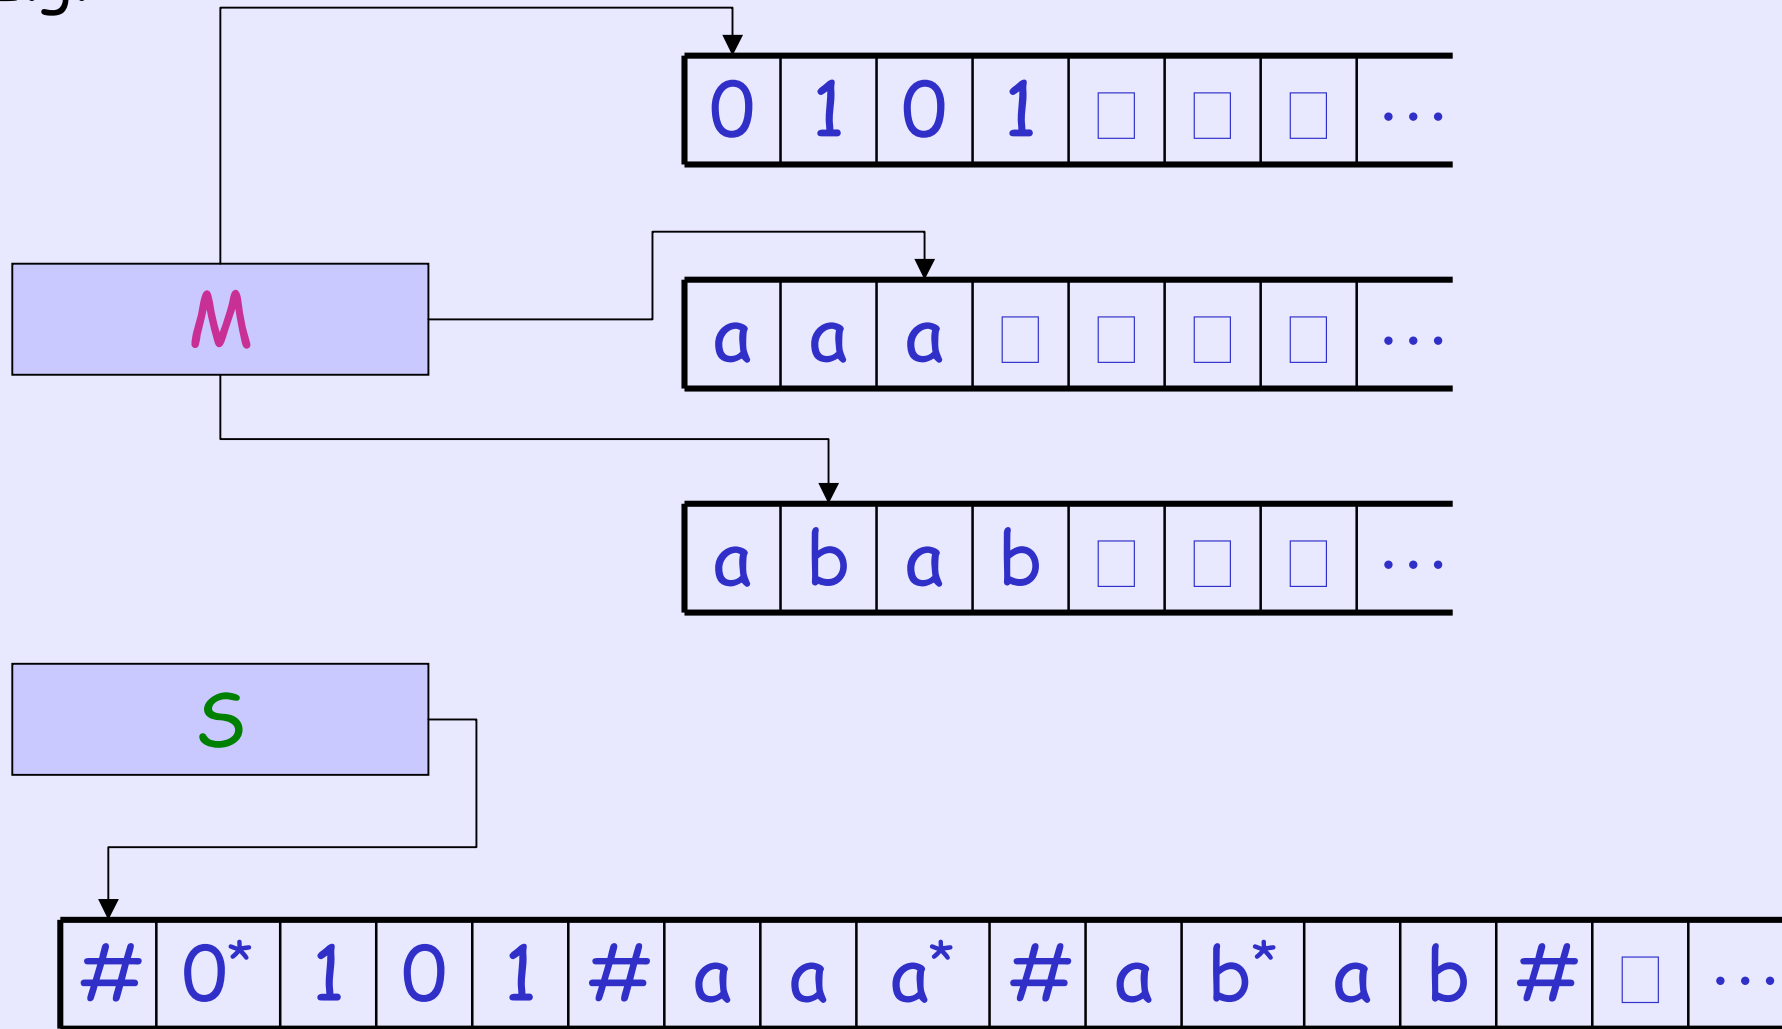 E.g.
0 1 0 1 □ □ □ ...
M
a a a □ □ □ □ ...
a b a b □ □ □ ...
S
# 0* 1 0 1 # a a a* # a b* a b # □ ...